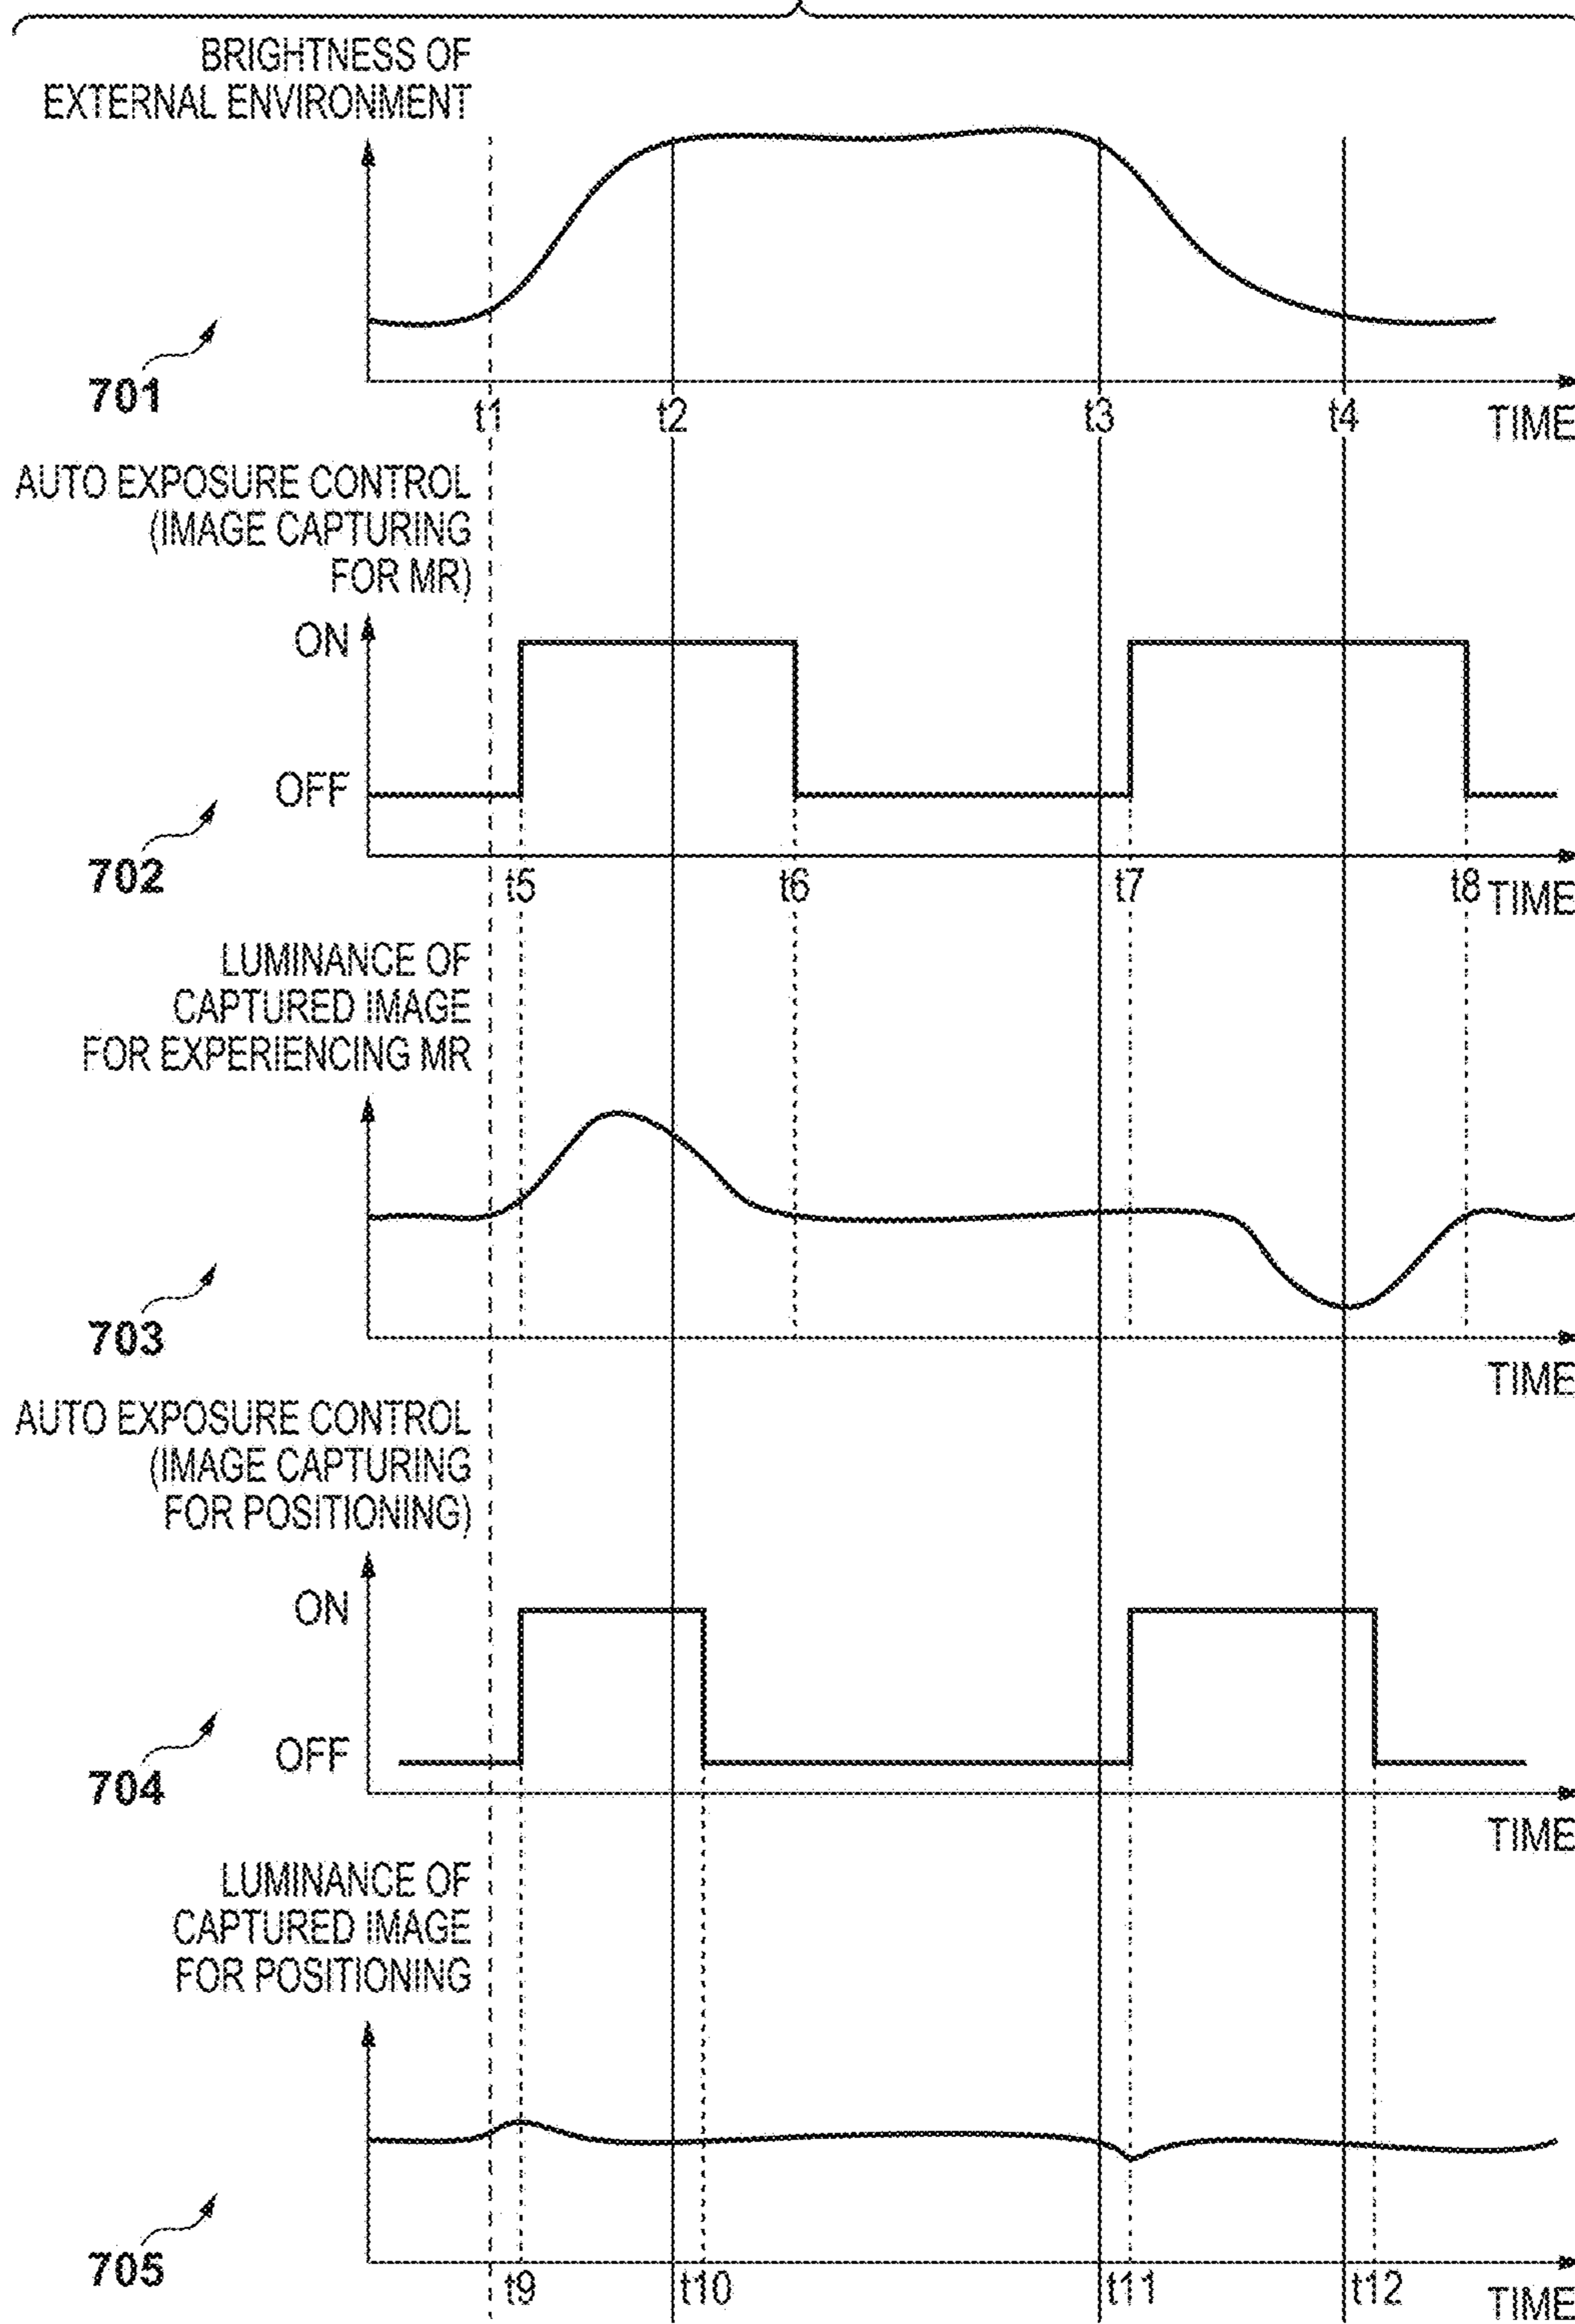 BRIGHTNESS OF
EXTERNAL ENVIRONMENT
701
t1 t2 t3 t4 TIME
AUTO EXPOSURE CONTROL
(IMAGE CAPTURING
FOR MR)
ON
OFF
702
t5 t6 t7 t8 TIME
LUMINANCE OF
CAPTURED IMAGE
FOR EXPERIENCING MR
703
TIME
AUTO EXPOSURE CONTROL
(IMAGE CAPTURING
FOR POSITIONING)
ON
OFF
704
TIME
LUMINANCE OF
CAPTURED IMAGE
FOR POSITIONING
705
t9 t10 t11 t12 TIME